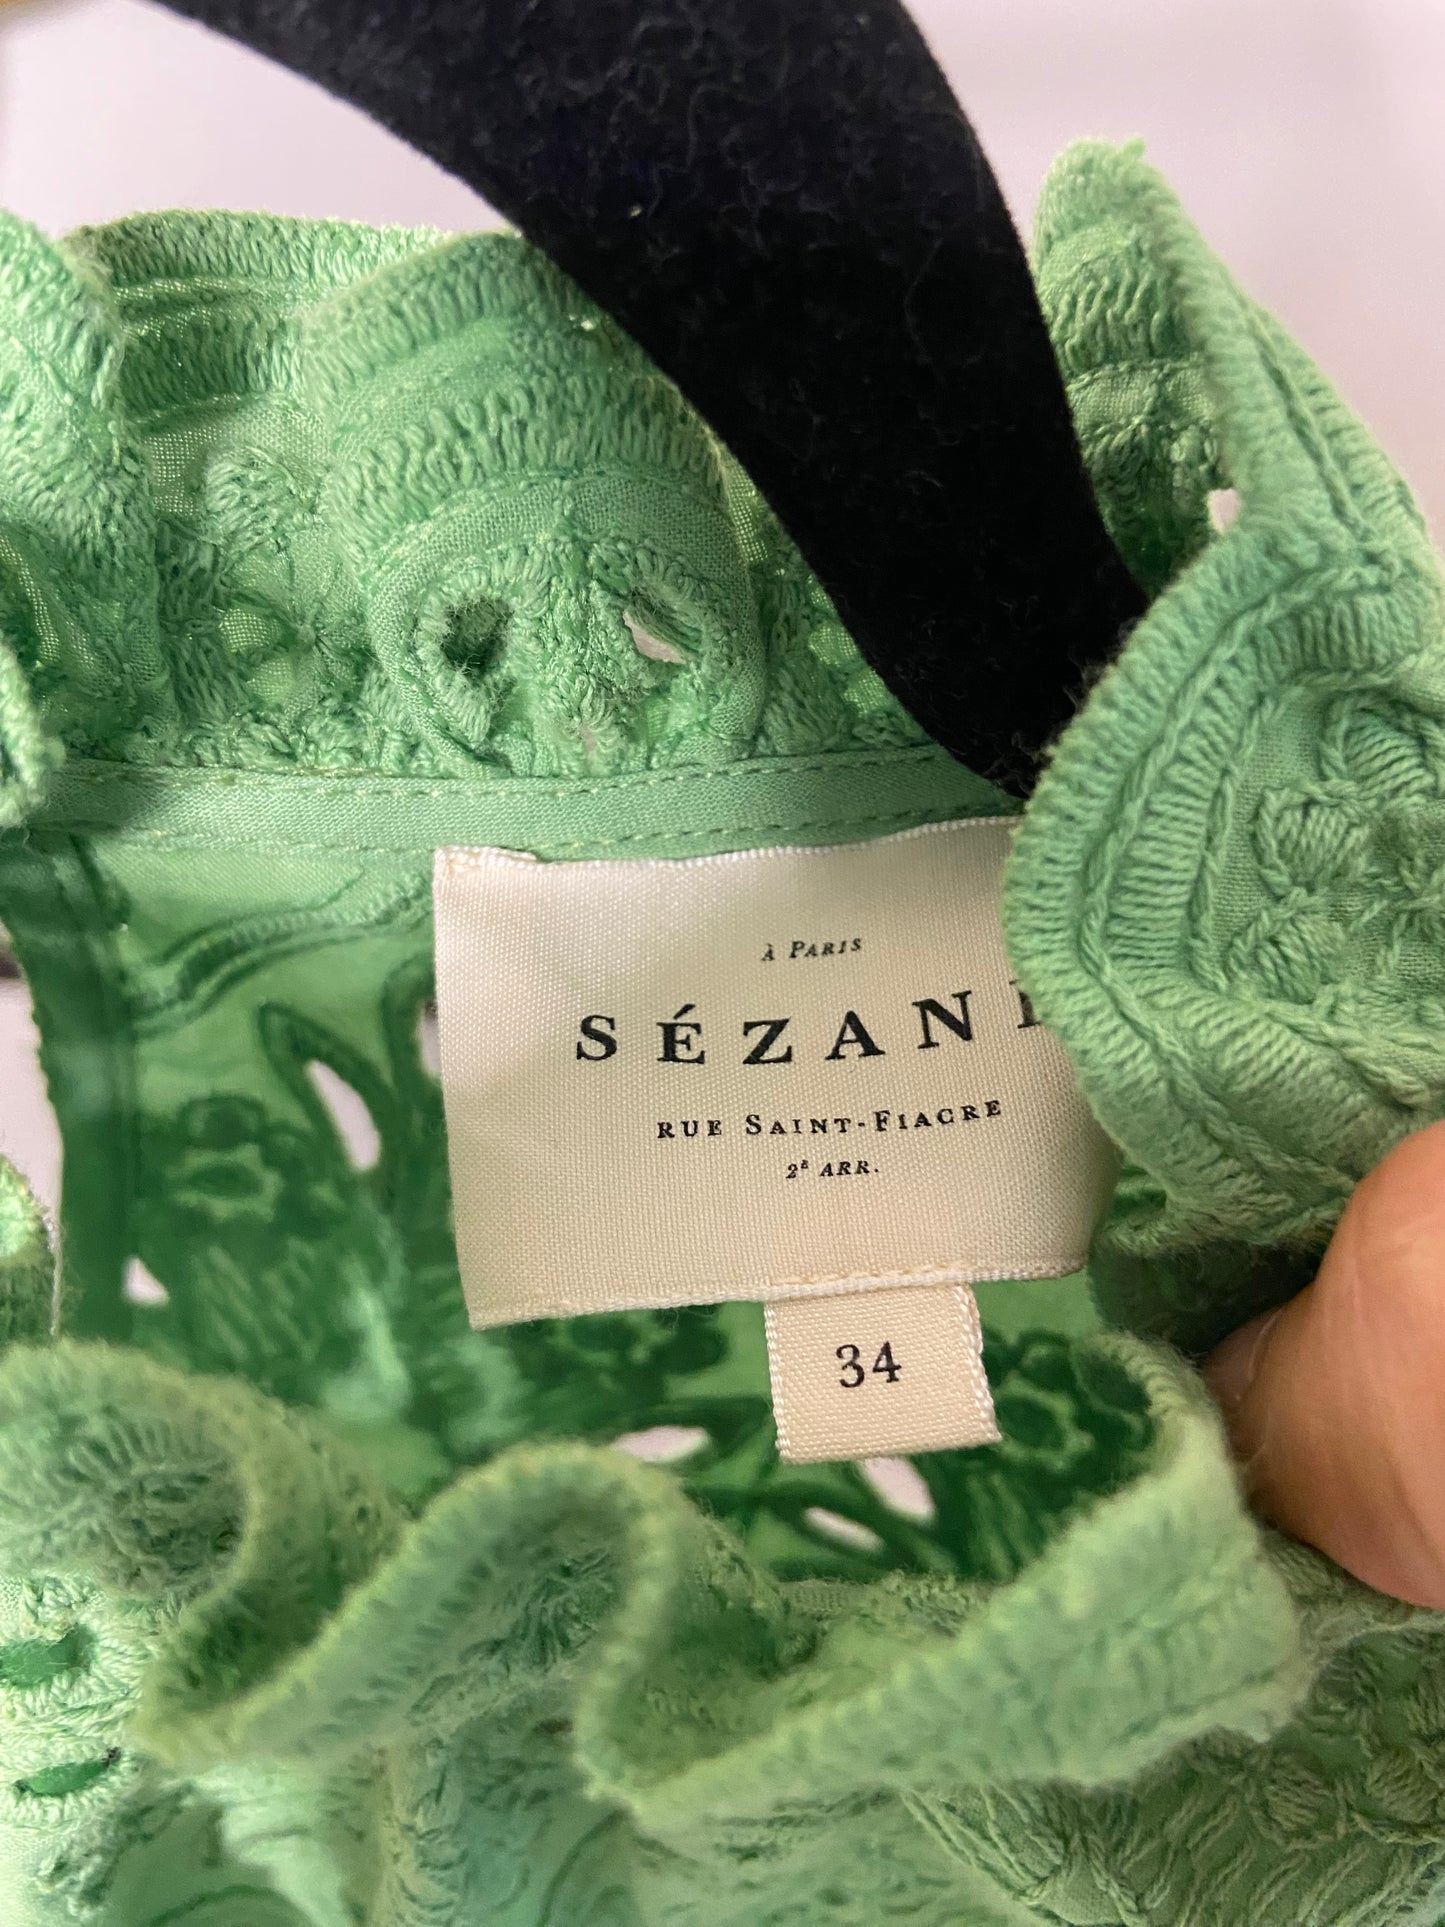 À PARIS
SÉZANE
RUE SAINT-FIACRE
2E ARR.
34